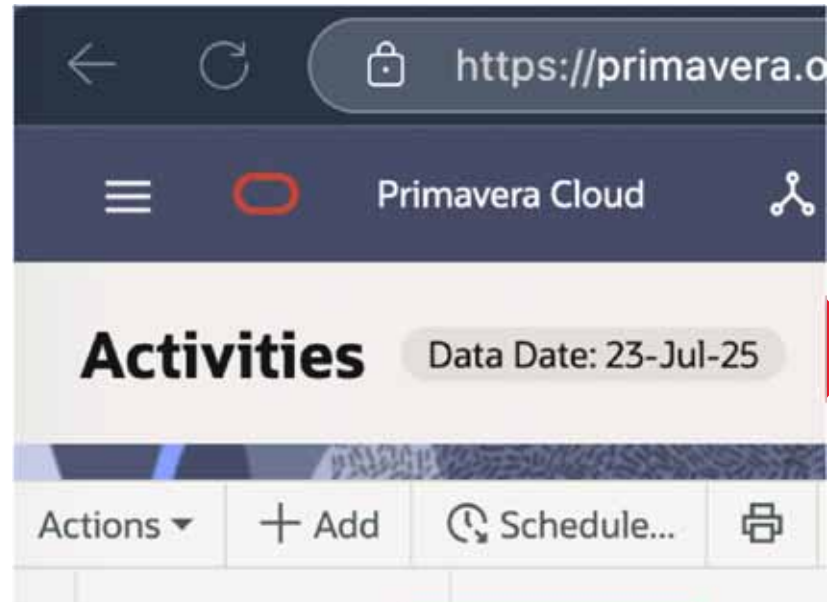 https://primavera.o
Primavera Cloud
Activities Data Date: 23-Jul-25
Actions + Add Schedule...